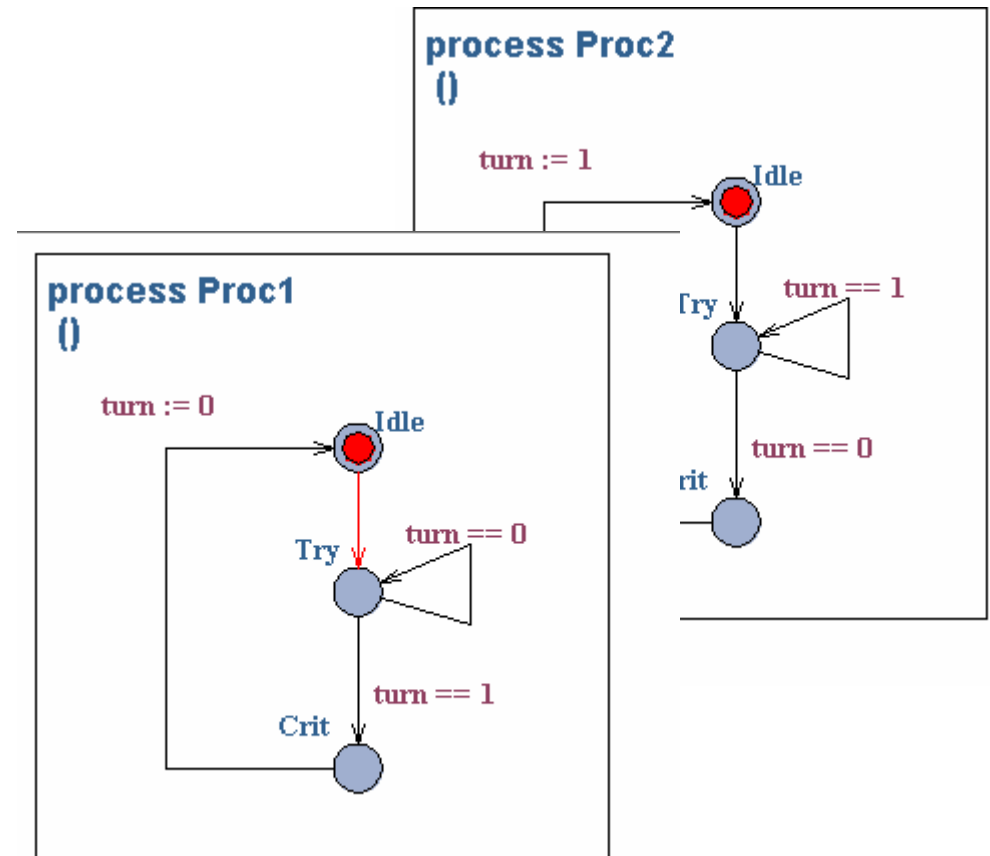 process Proc2
()
turn := 1
Idle
Try
turn == 1
turn == 0
rit
process Proc1
()
turn := 0
Idle
Try
turn == 0
turn == 1
Crit